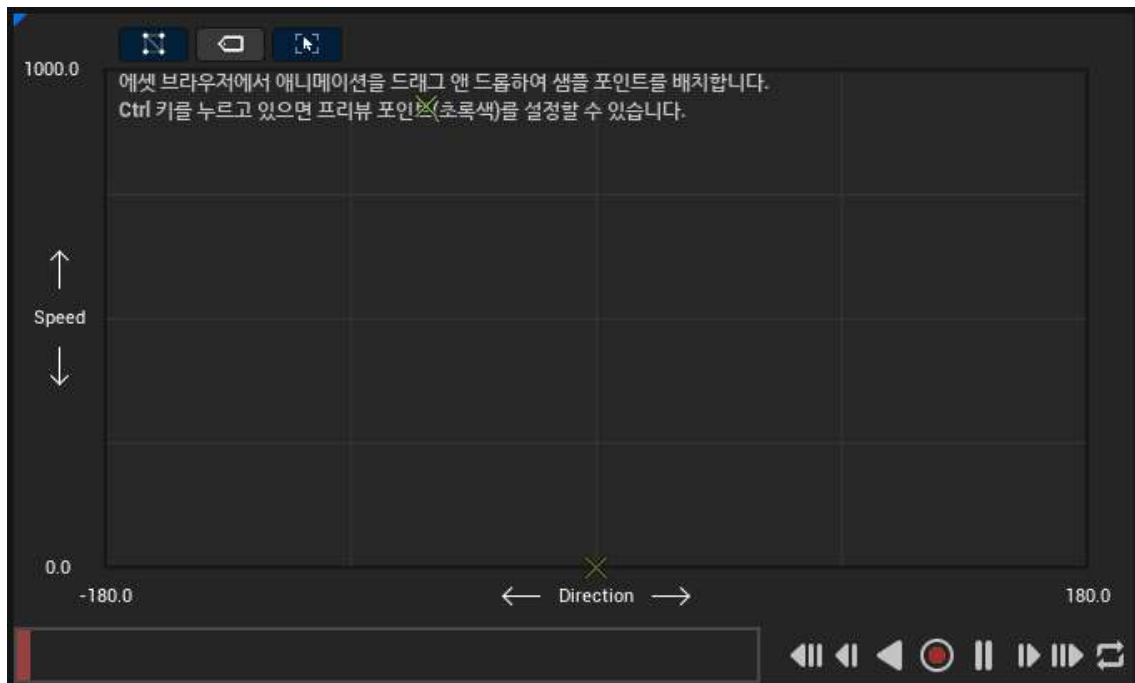 1000.0
에셋 브라우저에서 애니메이션을 드래그 앤 드롭하여 샘플 포인트를 배치합니다.
Ctrl 키를 누르고 있으면 프리뷰 포인트(초록색)를 설정할 수 있습니다.
Speed
0.0
-180.0 Direction 180.0